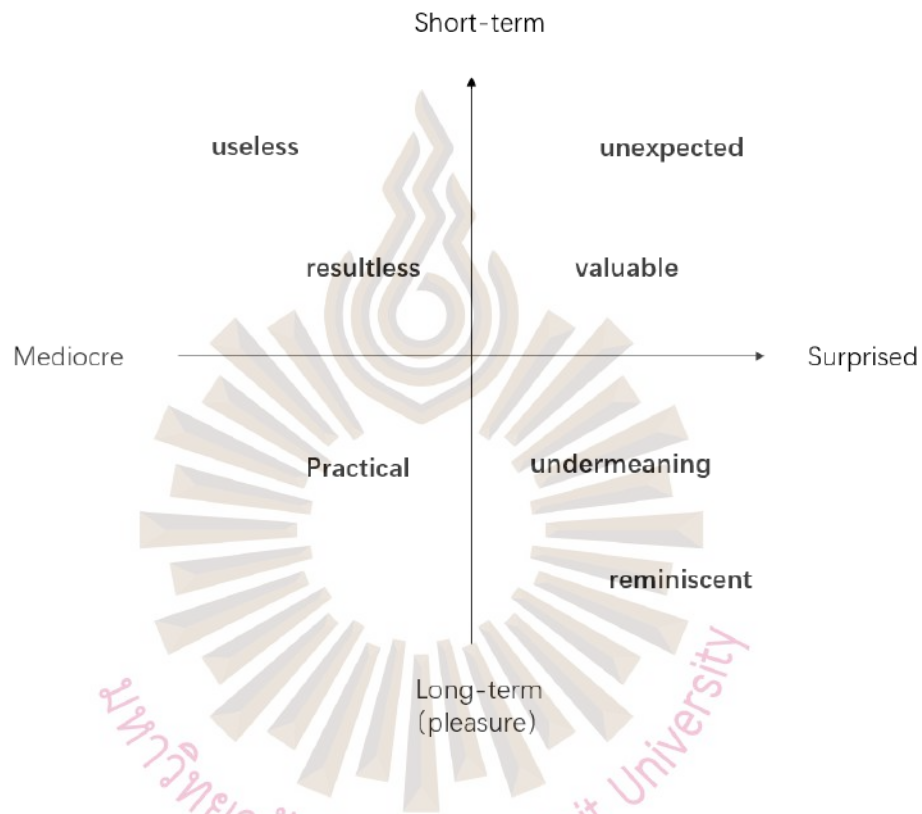 Short-term
useless
unexpected
resultless
valuable
Mediocre
Surprised
Practical
undermeaning
reminiscent
Long-term
(pleasure)
University